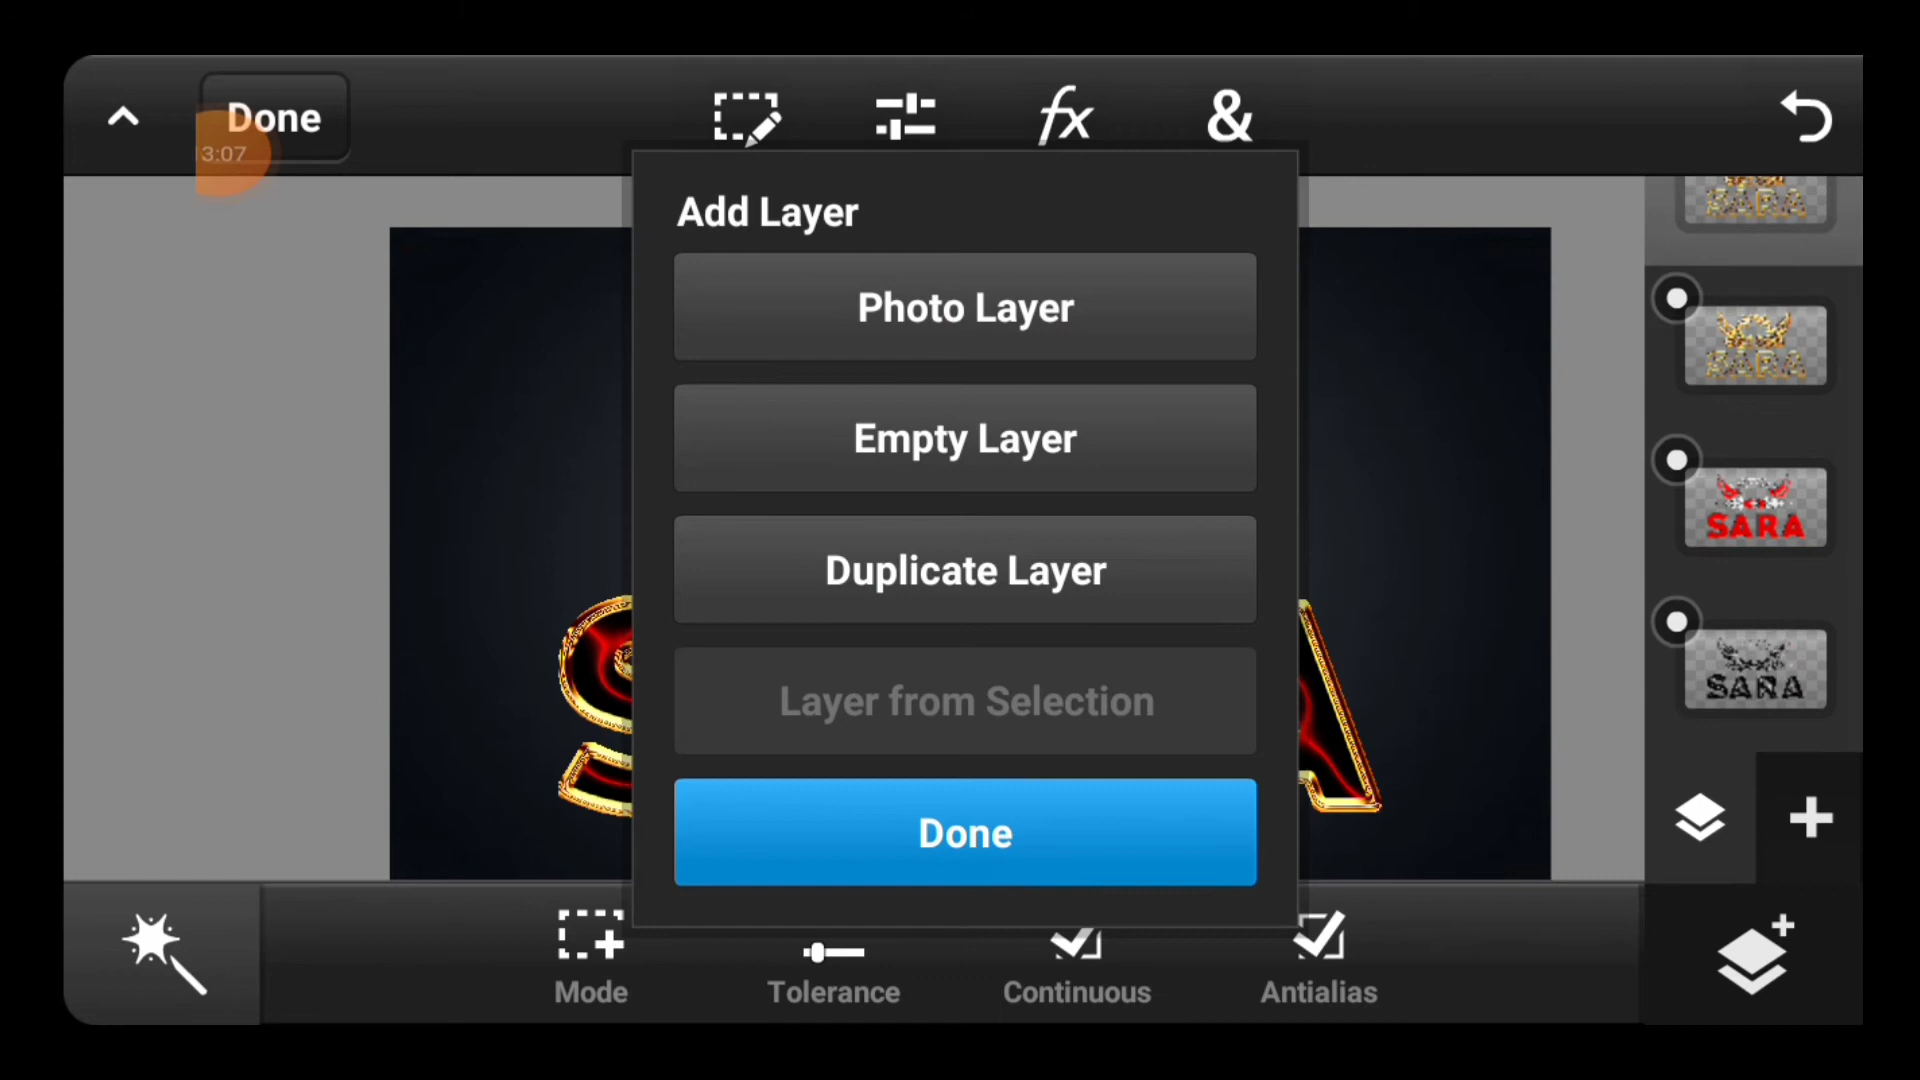 Done
3:07
fx
&
Add Layer
Photo Layer
Empty Layer
Duplicate Layer
Layer from Selection
Done
SARA
SARA
SARA
SARA
S
A
Mode
Tolerance
Continuous
Antialias